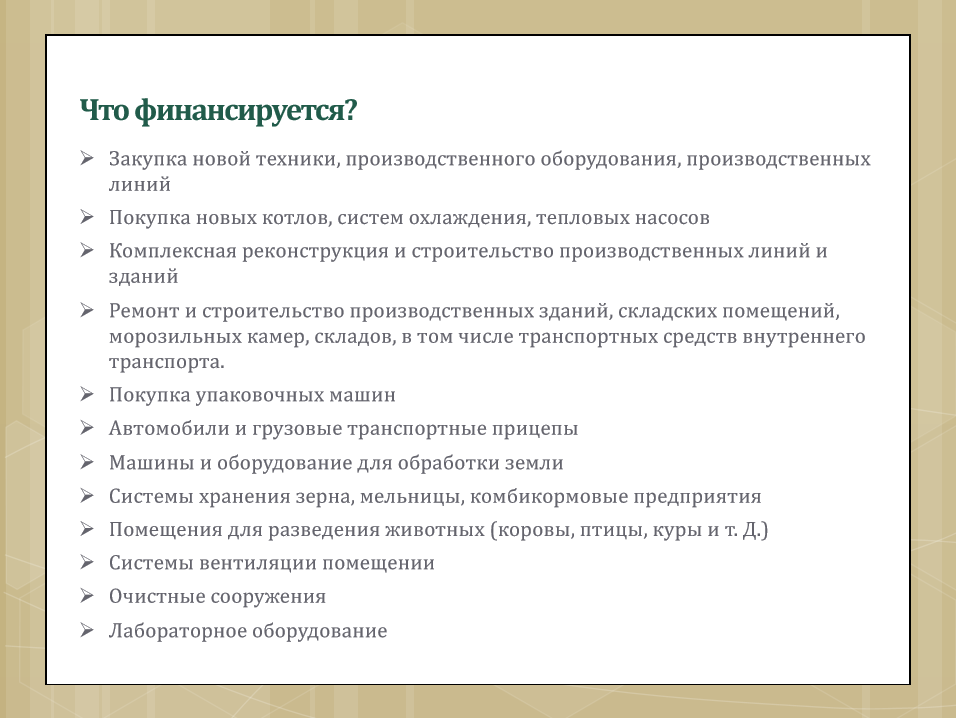 Что финансируется?
➢ Закупка новой техники, производственного оборудования, производственных
линий
➢ Покупка новых котлов, систем охлаждения, тепловых насосов
➢ Комплексная реконструкция и строительство производственных линий и
зданий
➢ Ремонт и строительство производственных зданий, складских помещений,
морозильных камер, складов, в том числе транспортных средств внутреннего
транспорта.
➢ Покупка упаковочных машин
➢ Автомобили и грузовые транспортные прицепы
➢ Машины и оборудование для обработки земли
➢ Системы хранения зерна, мельницы, комбикормовые предприятия
➢ Помещения для разведения животных (коровы, птицы, куры и т. Д.)
➢ Системы вентиляции помещении
➢ Очистные сооружения
➢ Лабораторное оборудование